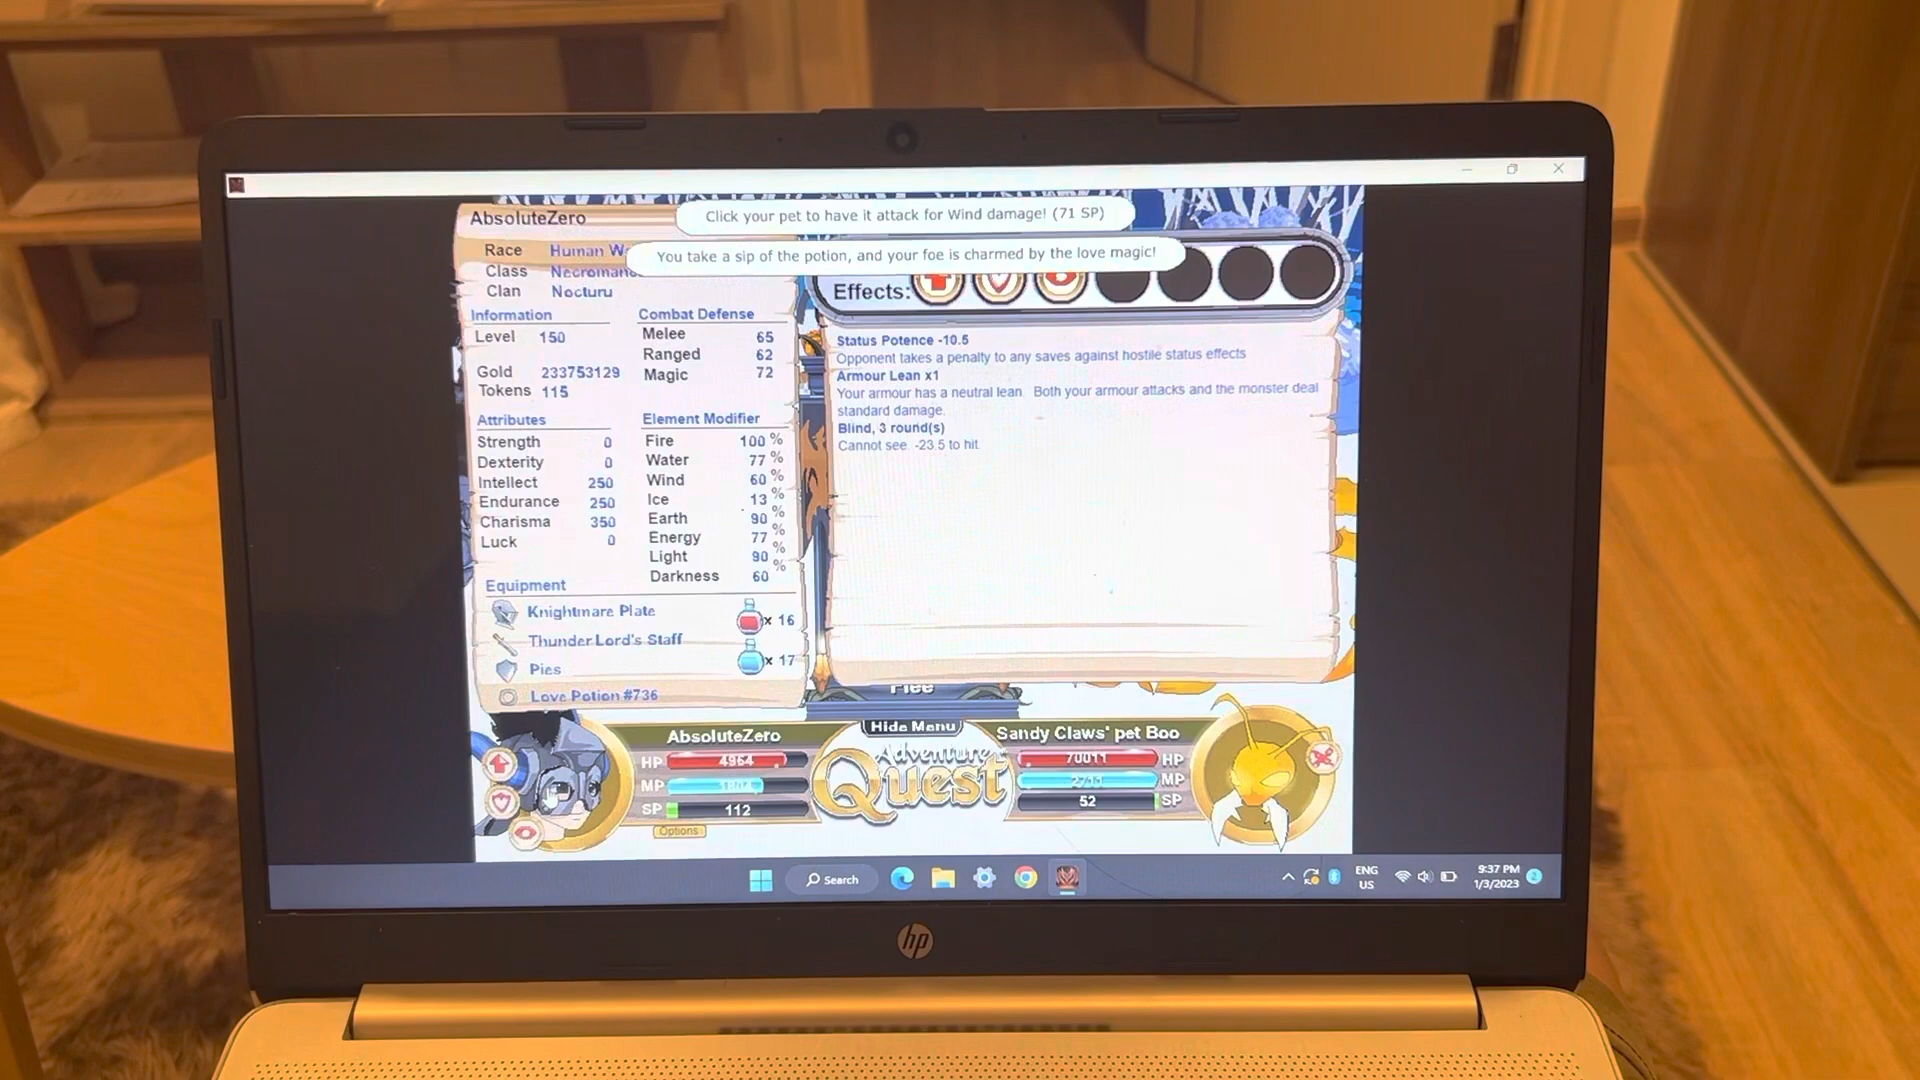 Click your pet to have it attack for Wind damage! (71 SP)
You take a sip of the potion, and your foe is charmed by the love magic!
AbsoluteZero
Race Human
Class
Clan Nocturu
Information
Level 150
Gold 233753129
Tokens 115
Attributes
Strength 0
Dexterity 0
Intellect 250
Endurance 250
Charisma 350
Luck 0
Combat Defense
Melee 65
Ranged 62
Magic 72
Element Modifier
Fire 100 %
Water 77 %
Wind 60 %
Ice 13 %
Earth 90 %
Energy 77 %
Light 90 %
Darkness 60 %
Equipment
Knightmare Plate
Thunder Lord's Staff
Pies
Love Potion #736
x 16
x 17
Effects:
Status Potence -10.5
Opponent takes a penalty to any saves against hostile status effects
Armour Lean x1
Your armour has a neutral lean. Both your armour attacks and the monster deal
standard damage.
Blind, 3 round(s)
Cannot see. -23.5 to hit.
Flee
Hide Menu
AbsoluteZero
HP 4964
MP
SP 112
Options
Adventure
Quest
Sandy Claws' pet Boo
70011 HP
MP
52 SP
Search
ENG
US
9:37 PM
1/3/2023
2
hp